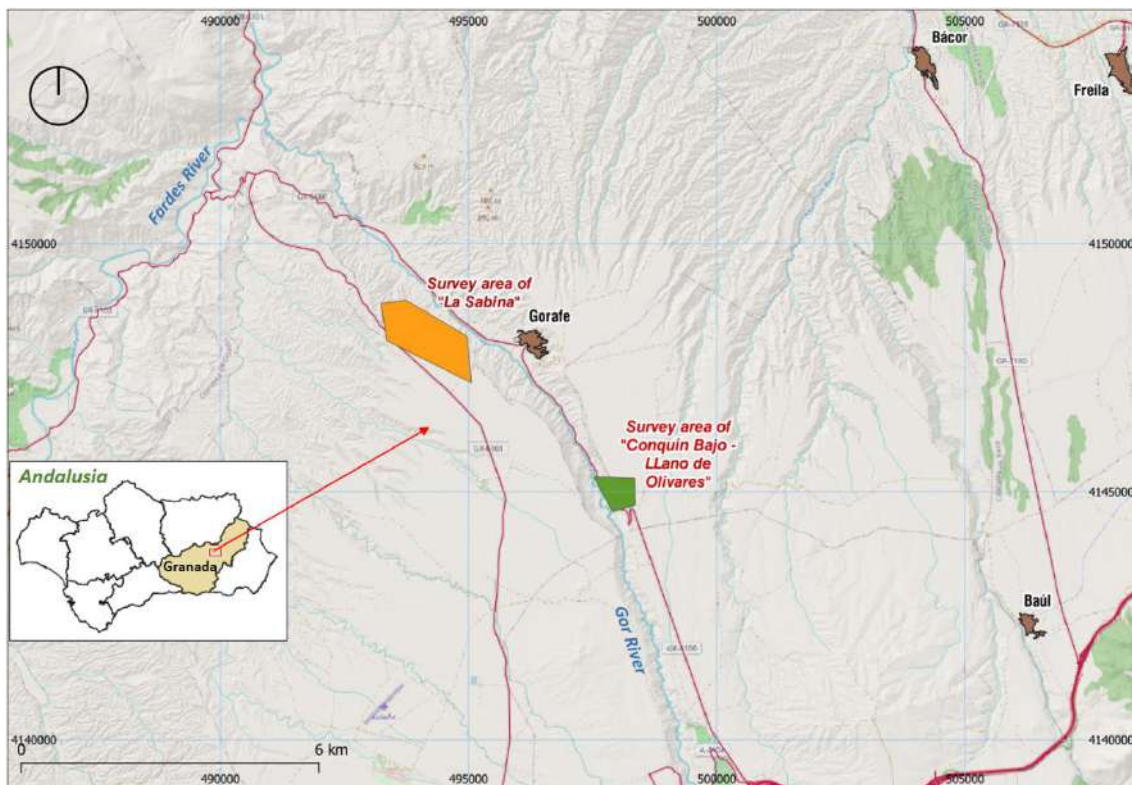 490000
495000
500000
505000
Bácor
Freila
Fardes River
4150000
4150000
Survey area of
"La Sabina"
Gorafe
Survey area of
"Conquín Bajo -
LLano de
Olivares"
Andalusia
Granada
4145000
4145000
Baúl
Gor River
4140000
4140000
0
6 km
490000
495000
500000
505000